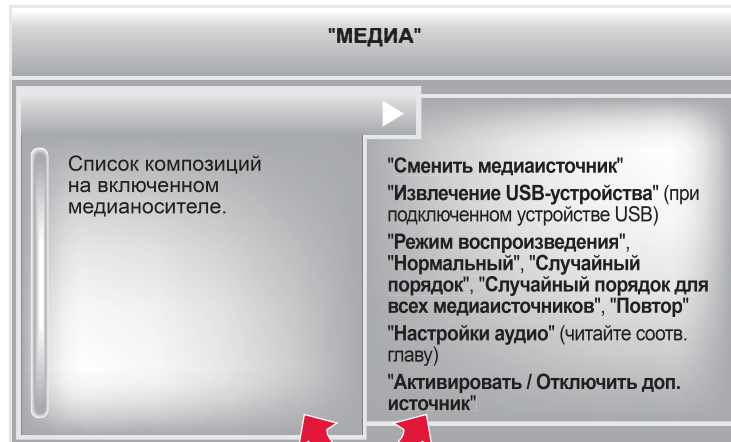 "МЕДИА"
Список композиций
на включенном
медианосителе.
"Сменить медиаисточник"
"Извлечение USB-устройства" (при
подключенном устройстве USB)
"Режим воспроизведения",
"Нормальный", "Случайный
порядок", "Случайный порядок для
всех медиаисточников", "Повтор"
"Настройки аудио" (читайте соотв.
главу)
"Активировать / Отключить доп.
источник"